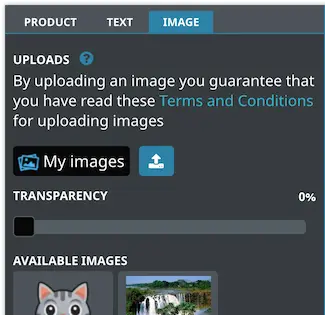 PRODUCT TEXT IMAGE
UPLOADS ?
By uploading an image you guarantee that
you have read these Terms and Conditions
for uploading images
My images
TRANSPARENCY 0%
AVAILABLE IMAGES